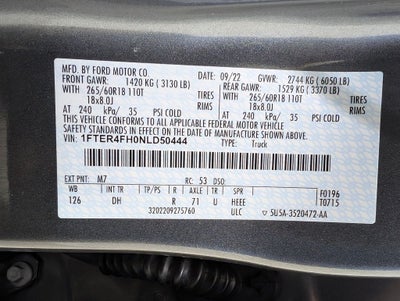 MFD. BY FORD MOTOR CO.
DATE: 09/22 GVWR: 2744 KG ( 6050 LB)
FRONT GAWR: 1420 KG ( 3130 LB) REAR GAWR: 1529 KG ( 3370 LB)
WITH 265/60R18 110T TIRES WITH 265/60R18 110T TIRES
18x8.0J RIMS 18x8.0J RIMS
AT 240 kPa/ 35 PSI COLD AT 240 kPa/ 35 PSI COLD
THIS VEHICLE CONFORMS TO ALL APPLICABLE FEDERAL MOTOR VEHICLE
SAFETY STANDARDS IN EFFECT ON THE DATE OF MANUFACTURE SHOWN ABOVE.
VIN: 1FTER4FH0NLD50444 TYPE: Truck
EXT PNT: M7 RC: 53 DSO: F0196
WB INT TR TP/PS R AXLE TR SPR T0715
126 DH R 71 U HEEE
3202209275760 ULC 5U5A-3520472-AA